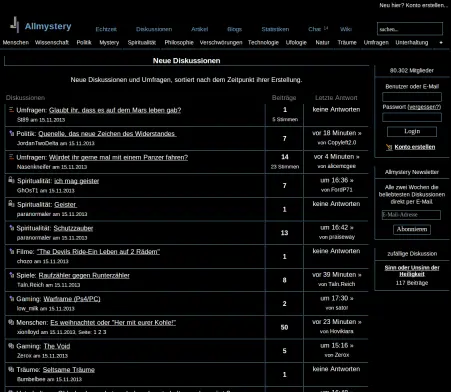 Neu hier? Konto erstellen...
Allmystery
Echtzeit Diskussionen Artikel Blogs Statistiken Chat Wiki
suchen...
Menschen Wissenschaft Politik Mystery Spiritualität Philosophie Verschwörungen Technologie Ufologie Natur Träume Umfragen Unterhaltung +
Neue Diskussionen
Neue Diskussionen und Umfragen, sortiert nach dem Zeitpunkt ihrer Erstellung.
Diskussionen Beiträge Letzte Antwort
Umfragen: Glaubt ihr, dass es auf dem Mars leben gab? 1 keine Antworten
St89 am 15.11.2013 5 Stimmen
Politik: Quenelle, das neue Zeichen des Widerstandes 7 vor 18 Minuten »
JordanTwoDelta am 15.11.2013 von Copyleft2.0
Umfragen: Würdet ihr gerne mal mit einem Panzer fahren? 14 vor 4 Minuten »
Nasenkneifer am 15.11.2013 23 Stimmen von alicemcgee
Spiritualität: ich mag geister 7 um 16:36 »
GhOsT1 am 15.11.2013 von FordP71
Spiritualität: Geister 1 keine Antworten
paranormaler am 15.11.2013
Spiritualität: Schutzzauber 13 um 16:42 »
paranormaler am 15.11.2013 von praiseway
Filme: "The Devils Ride-Ein Leben auf 2 Rädern" 1 keine Antworten
chozo am 15.11.2013
Spiele: Raufzähler gegen Runterzähler 8 vor 39 Minuten »
Taln.Reich am 15.11.2013 von Taln.Reich
Gaming: Warframe (Ps4/PC) 2 um 17:30 »
low_milk am 15.11.2013 von sator
Menschen: Es weihnachtet oder "Her mit eurer Kohle!" 50 vor 23 Minuten »
xionlloyd am 15.11.2013, Seite: 1 2 3 von Hovikiara
Gaming: The Void 5 um 15:16 »
Zerox am 15.11.2013 von Zerox
Träume: Seltsame Träume 1 keine Antworten
Bumbelbee am 15.11.2013
80.302 Mitglieder
Benutzer oder E-Mail
Passwort (vergessen?)
Login
Konto erstellen
Allmystery Newsletter
Alle zwei Wochen die
beliebtesten Diskussionen
direkt per E-Mail.
E-Mail-Adresse
Abonnieren
zufällige Diskussion
Sinn oder Unsinn der
Heiligkeit
117 Beiträge